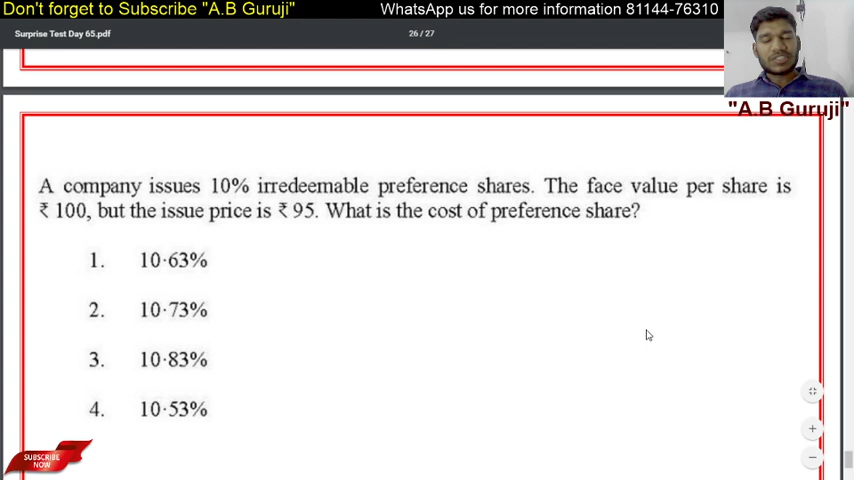 Don't forget to Subscribe "A.B Guruji"
WhatsApp us for more information 81144-76310
Surprise Test Day 65.pdf
26 / 27
"A.B Guruji"
A company issues 10% irredeemable preference shares. The face value per share is
₹ 100, but the issue price is ₹ 95. What is the cost of preference share?
1. 10·63%
2. 10·73%
3. 10·83%
4. 10·53%
SUBSCRIBE
NOW